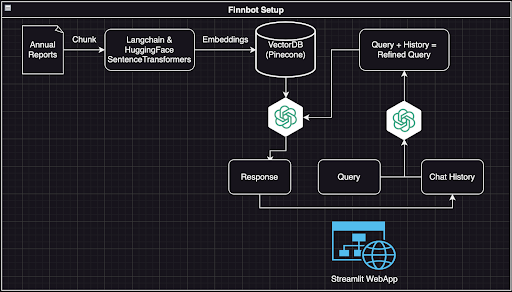 Finnbot Setup
Annual
Reports
Chunk
Langchain &
HuggingFace
SentenceTransformers
Embeddings
VectorDB
(Pinecone)
Query + History =
Refined Query
Response
Query
Chat History
Streamlit WebApp